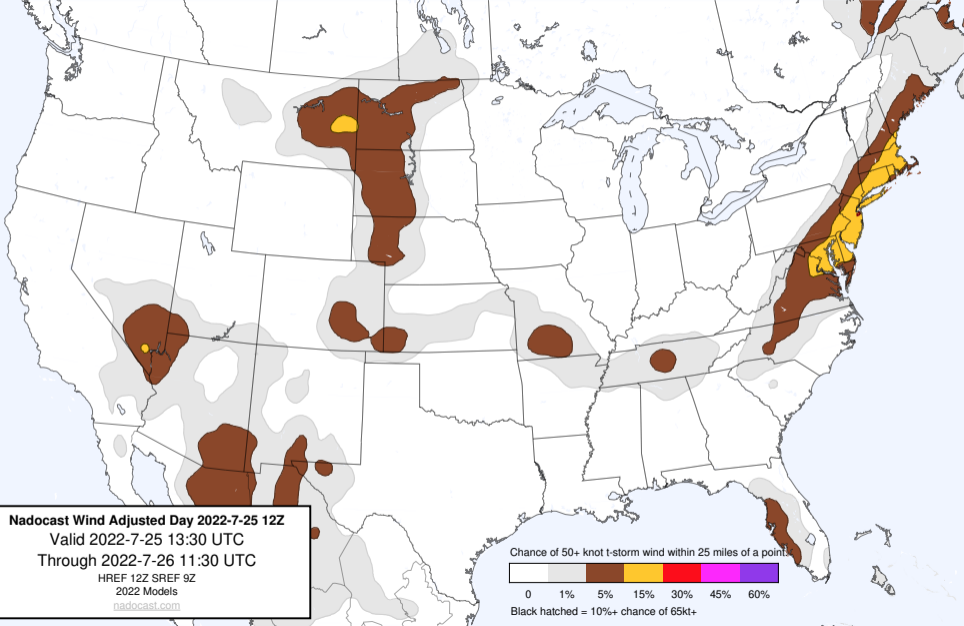 Nadocast Wind Adjusted Day 2022-7-25 12Z
Valid 2022-7-25 13:30 UTC
Through 2022-7-26 11:30 UTC
HREF 12Z SREF 9Z
2022 Models
nadocast.com
Chance of 50+ knot t-storm wind within 25 miles of a point.
0 1% 5% 15% 30% 45% 60%
Black hatched = 10%+ chance of 65kt+